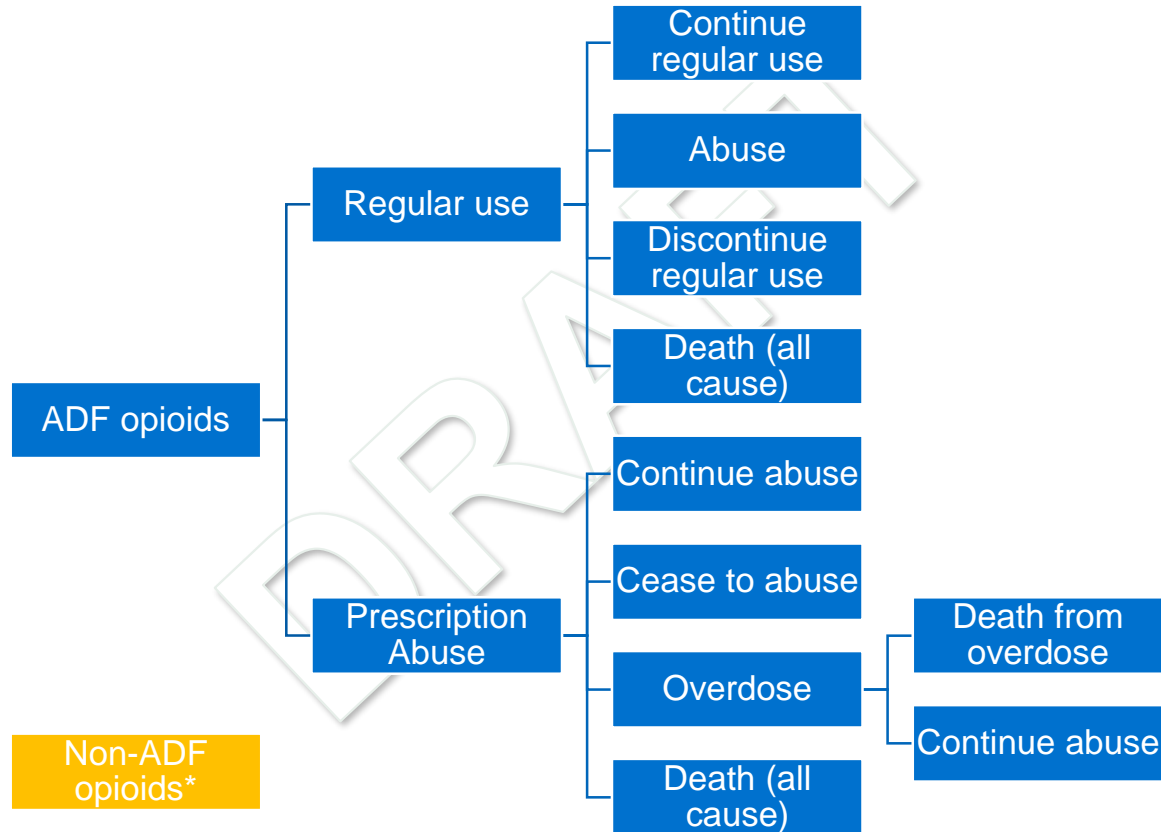 Continue
regular use
Abuse
Regular use
Discontinue
regular use
Death (all
cause)
ADF opioids
Continue abuse
Cease to abuse
Prescription
Abuse
Death from
overdose
Overdose
Continue abuse
Non-ADF
opioids*
Death (all
cause)
DRAFT